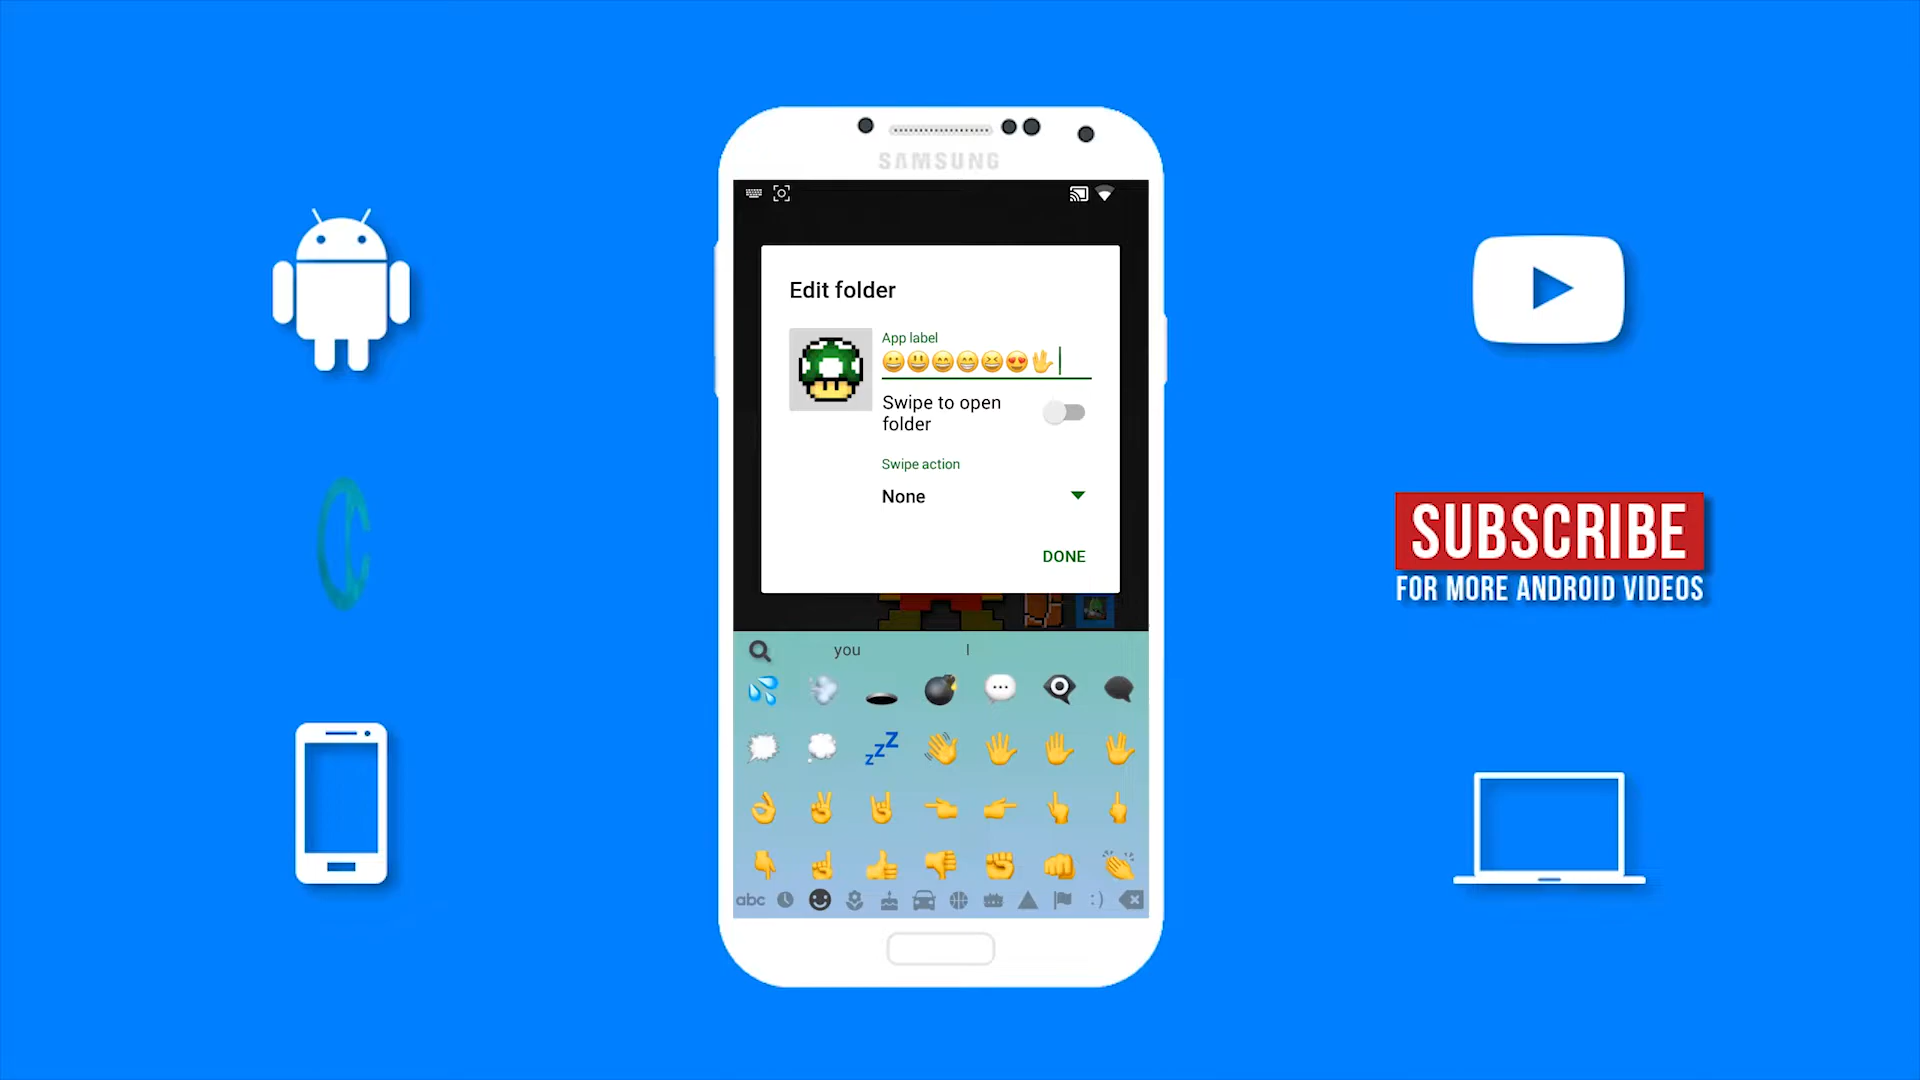 SAMSUNG
Edit folder
App label
😀😃😄😁😆😍🖖
Swipe to open
folder
Swipe action
None
DONE
you I
abc :)
SUBSCRIBE
FOR MORE ANDROID VIDEOS